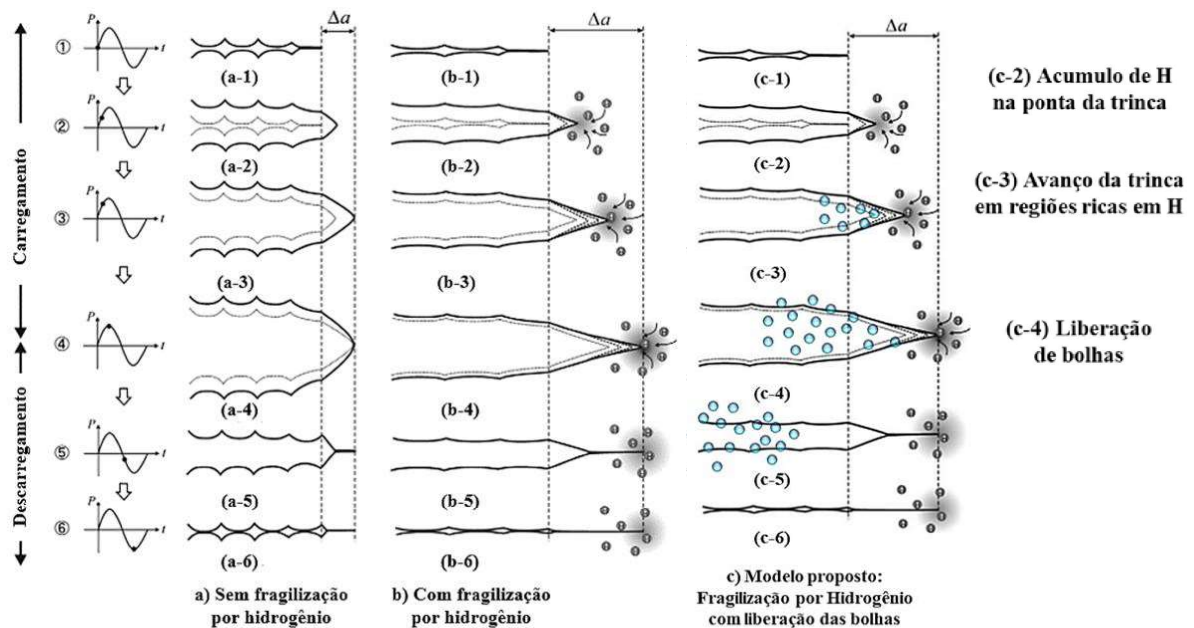 Δa
Δa
Δa
Carregamento
Descarregamento
①
P
t
(a-1)
(b-1)
(c-1)
②
P
t
(a-2)
(b-2)
(c-2)
③
P
t
(a-3)
(b-3)
(c-3)
④
P
t
(a-4)
(b-4)
(c-4)
⑤
P
t
(a-5)
(b-5)
(c-5)
⑥
P
t
(a-6)
(b-6)
(c-6)
(c-2) Acumulo de H
na ponta da trinca
(c-3) Avanço da trinca
em regiões ricas em H
(c-4) Liberação
de bolhas
a) Sem fragilização
por hidrogênio
b) Com fragilização
por hidrogênio
c) Modelo proposto:
Fragilização por Hidrogênio
com liberação das bolhas